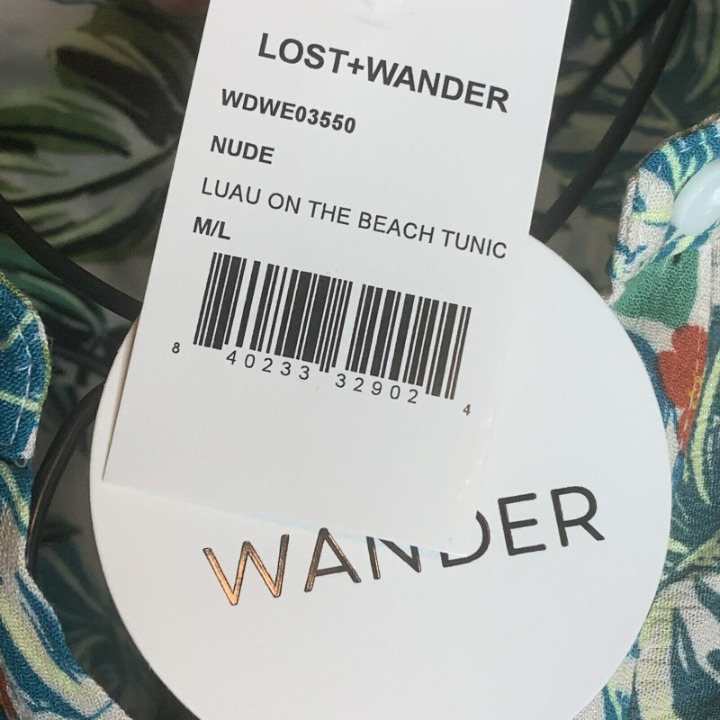 LOST+WANDER
WDWE03550
NUDE
LUAU ON THE BEACH TUNIC
M/L
8 40233 32902 4
WANDER